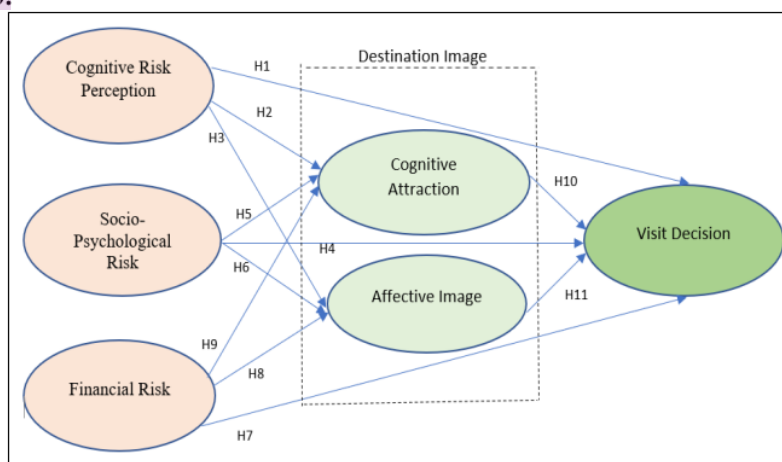 Destination Image
Cognitive Risk
Perception
H1
H2
H3
Cognitive
Attraction
H10
Socio-
Psychological
Risk
H5
H4
H6
Visit Decision
Affective Image
H11
H9
H8
Financial Risk
H7